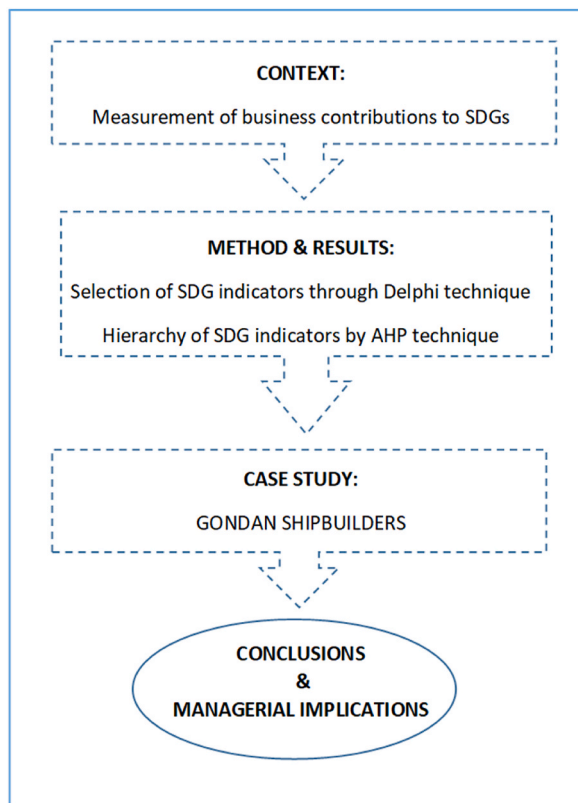 CONTEXT:
Measurement of business contributions to SDGs
METHOD & RESULTS:
Selection of SDG indicators through Delphi technique
Hierarchy of SDG indicators by AHP technique
CASE STUDY:
GONDAN SHIPBUILDERS
CONCLUSIONS
&
MANAGERIAL IMPLICATIONS